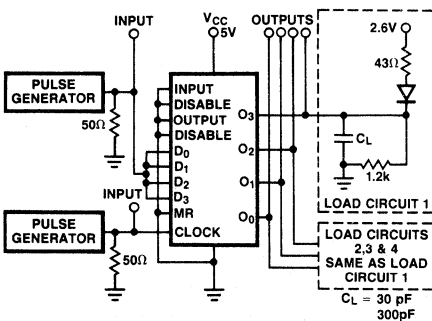 INPUT
VCC
5V
OUTPUTS
2.6V
43Ω
PULSE
GENERATOR
50Ω
INPUT
DISABLE
OUTPUT
DISABLE
D0
D1
D2
D3
MR
CLOCK
O3
O2
O1
O0
CL
1.2k
LOAD CIRCUIT 1
INPUT
PULSE
GENERATOR
50Ω
LOAD CIRCUITS
2,3 & 4
SAME AS LOAD
CIRCUIT 1
CL = 30 pF
300pF